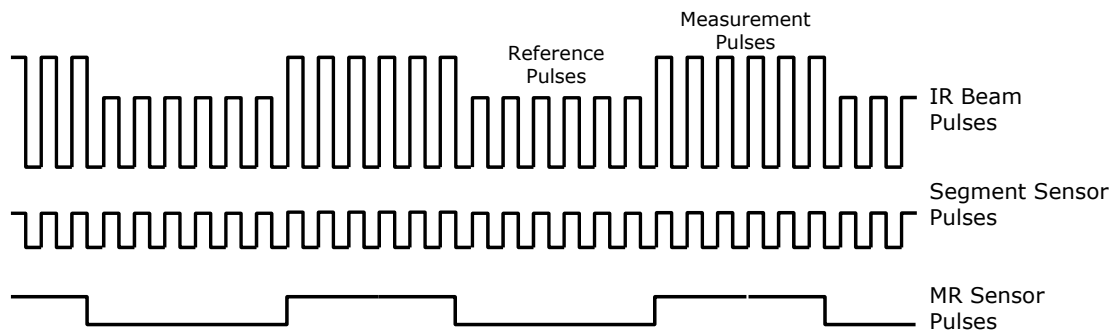 Measurement
Pulses
Reference
Pulses
IR Beam
Pulses
Segment Sensor
Pulses
MR Sensor
Pulses